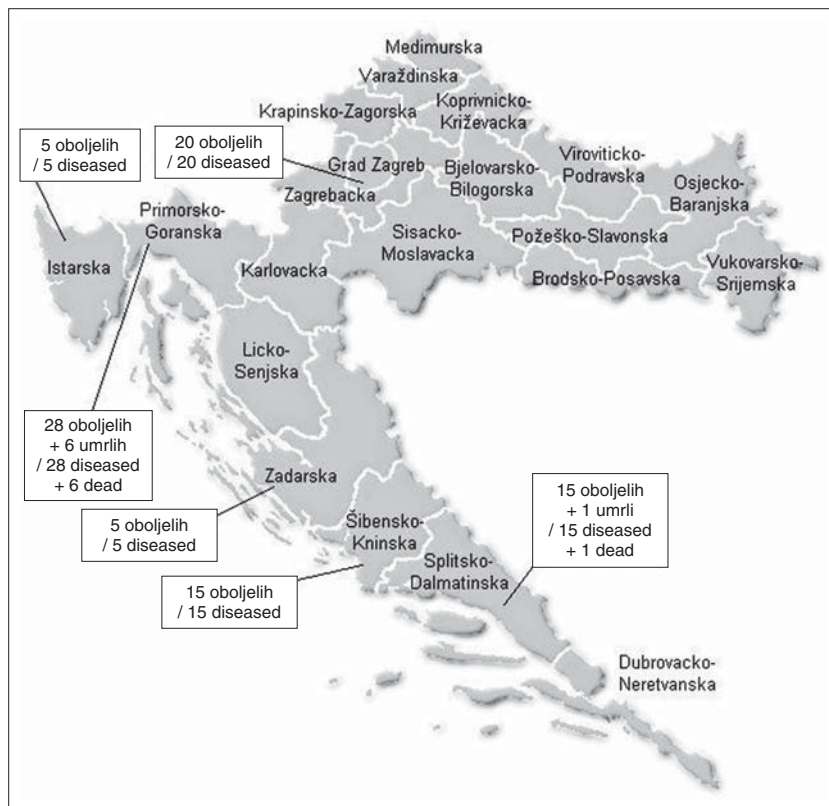 Medimurska
Varaždinska
Krapinsko-Zagorska
Koprivnicko-
Križevacka
5 oboljelih
/ 5 diseased
20 oboljelih
/ 20 diseased
Grad Zagreb
Zagrebacka
Bjelovarsko-
Bilogorska
Viroviticko-
Podravska
Osjecko-
Baranjska
Primorsko-
Goranska
Istarska
Karlovacka
Sisacko-
Moslavacka
Požeško-Slavonska
Brodsko-Posavska
Vukovarsko-
Srijemska
Licko-
Senjska
28 oboljelih
+ 6 umrlih
/ 28 diseased
+ 6 dead
Zadarska
5 oboljelih
/ 5 diseased
Šibensko-
Kninska
15 oboljelih
/ 15 diseased
Splitsko-
Dalmatinska
15 oboljelih
+ 1 umrli
/ 15 diseased
+ 1 dead
Dubrovacko-
Neretvanska